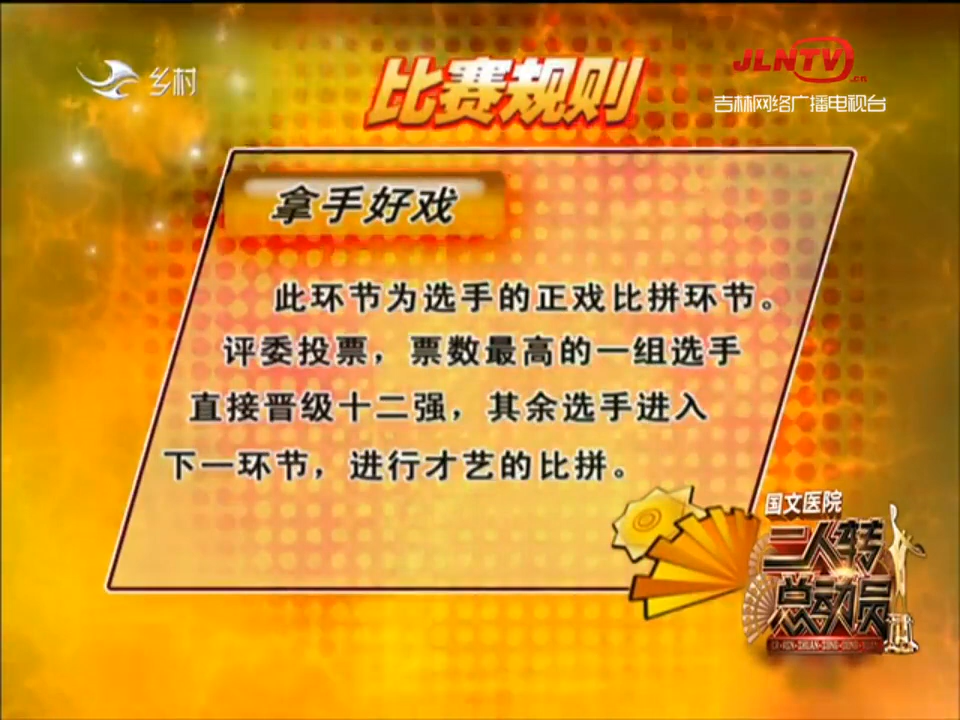 乡村
JLNTV.cn
吉林网络广播电视台
比赛规则
拿手好戏
此环节为选手的正戏比拼环节。
评委投票，票数最高的一组选手
直接晋级十二强，其余选手进入
下一环节，进行才艺的比拼。
国文医院
二人转
总动员